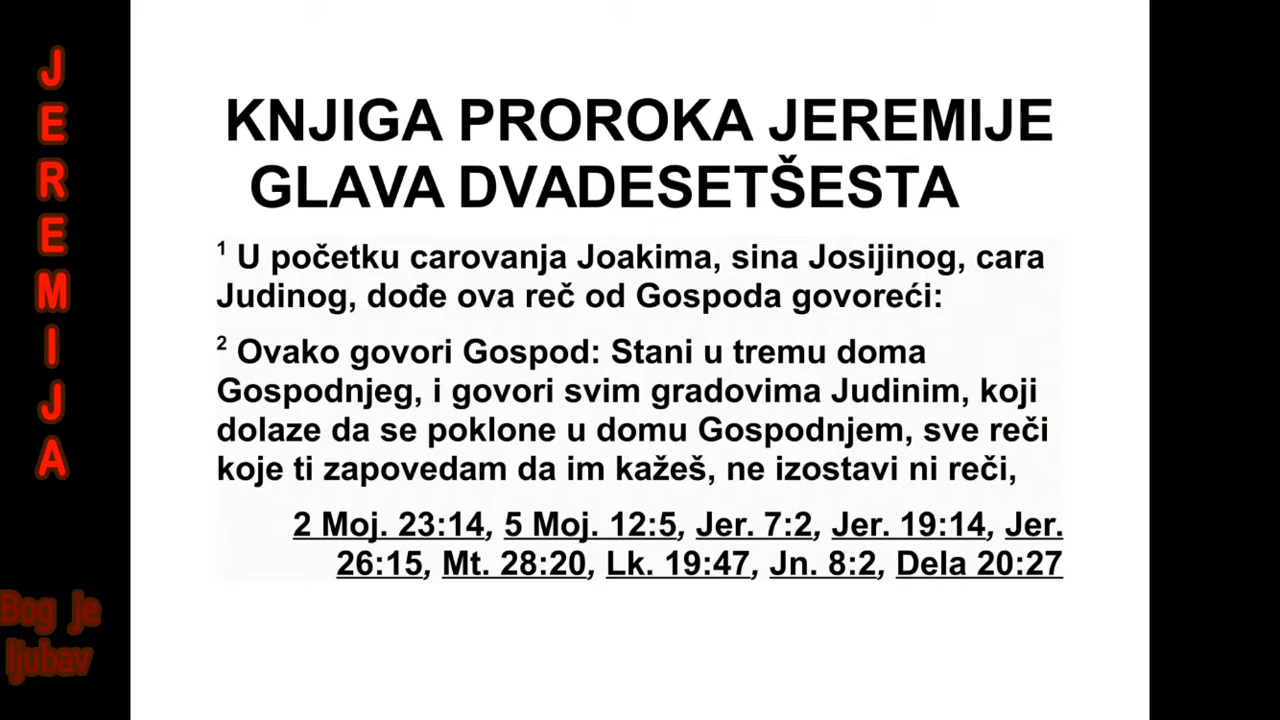 JEREMIJA
Bog je
ljubav
KNJIGA PROROKA JEREMIJE
GLAVA DVADESETŠESTA
1 U početku carovanja Joakima, sina Josijinog, cara
Judinog, dođe ova reč od Gospoda govoreći:
2 Ovako govori Gospod: Stani u tremu doma
Gospodnjeg, i govori svim gradovima Judinim, koji
dolaze da se poklone u domu Gospodnjem, sve reči
koje ti zapovedam da im kažeš, ne izostavi ni reči,
2 Moj. 23:14, 5 Moj. 12:5, Jer. 7:2, Jer. 19:14, Jer.
26:15, Mt. 28:20, Lk. 19:47, Jn. 8:2, Dela 20:27